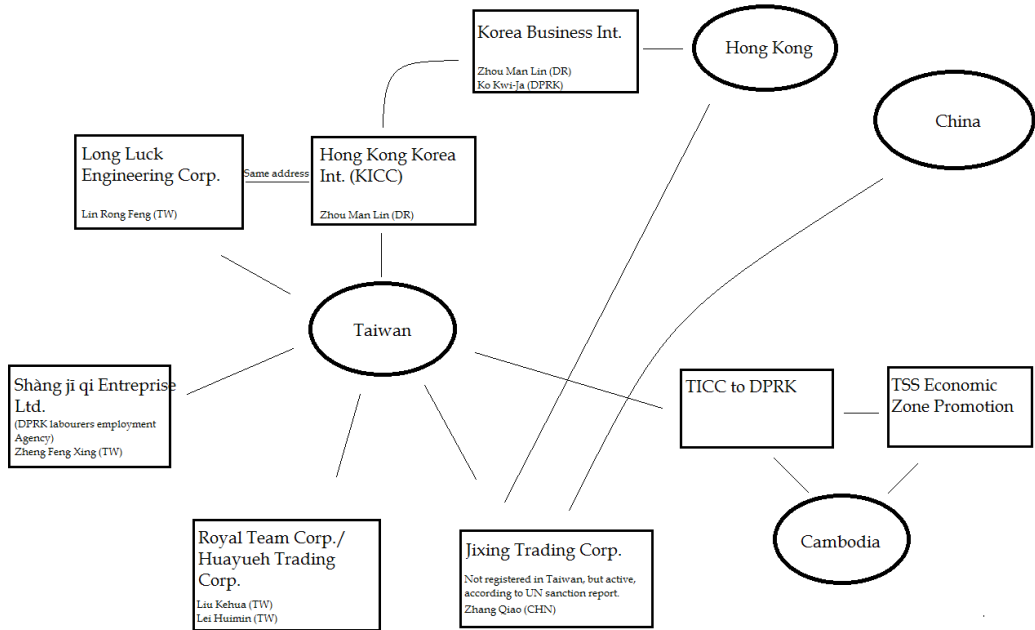 Korea Business Int.
Zhou Man Lin (DR)
Ko Kwi-Ja (DPRK)
Hong Kong
China
Long Luck
Engineering Corp.
Lin Rong Feng (TW)
Same address
Hong Kong Korea
Int. (KICC)
Zhou Man Lin (DR)
Taiwan
Shàng jī qi Entreprise
Ltd.
(DPRK labourers employment
Agency)
Zheng Feng Xing (TW)
TICC to DPRK
TSS Economic
Zone Promotion
Cambodia
Royal Team Corp./
Huayueh Trading
Corp.
Liu Kehua (TW)
Lei Huimin (TW)
Jixing Trading Corp.
Not registered in Taiwan, but active,
according to UN sanction report.
Zhang Qiao (CHN)